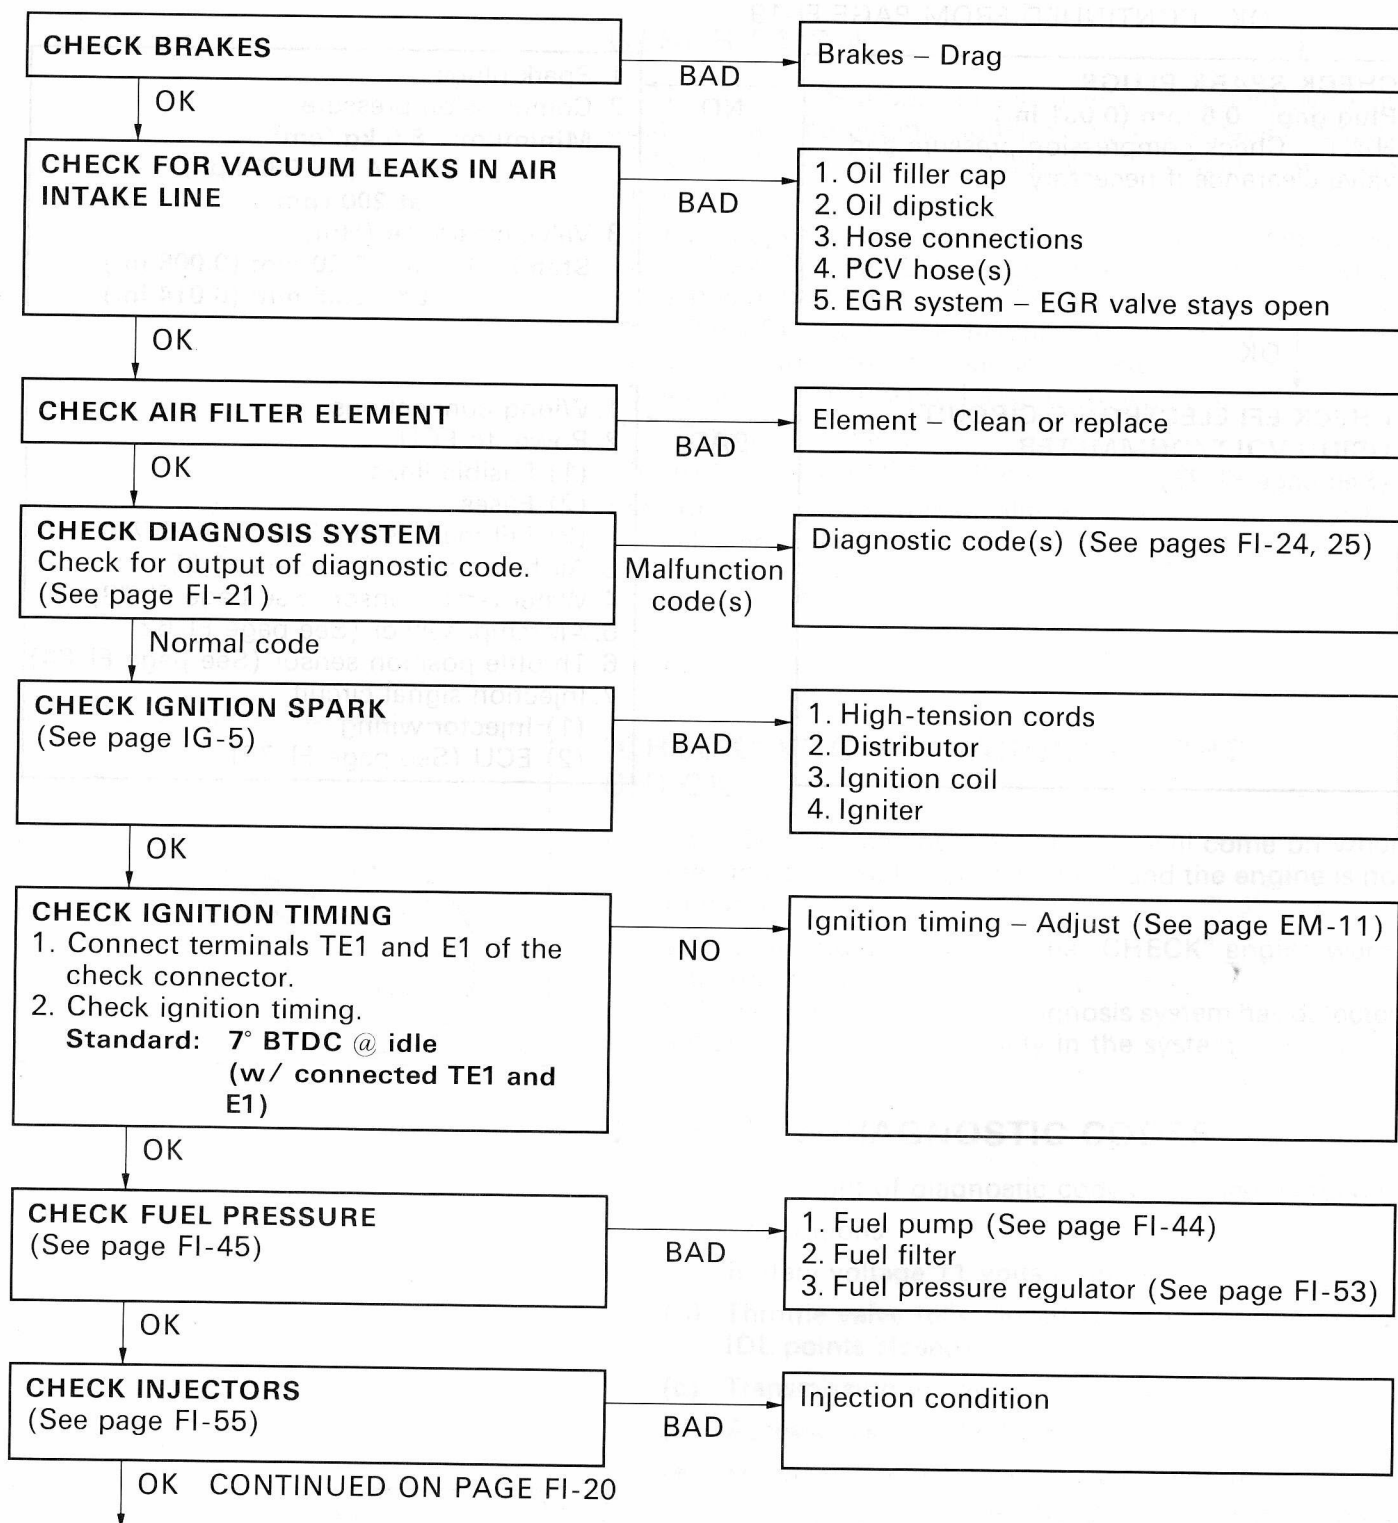 CHECK BRAKES
BAD
Brakes – Drag
OK
CHECK FOR VACUUM LEAKS IN AIR
INTAKE LINE
BAD
1. Oil filler cap
2. Oil dipstick
3. Hose connections
4. PCV hose(s)
5. EGR system – EGR valve stays open
OK
CHECK AIR FILTER ELEMENT
BAD
Element – Clean or replace
OK
CHECK DIAGNOSIS SYSTEM
Check for output of diagnostic code.
(See page FI-21)
Malfunction
code(s)
Diagnostic code(s) (See pages FI-24, 25)
Normal code
CHECK IGNITION SPARK
(See page IG-5)
BAD
1. High-tension cords
2. Distributor
3. Ignition coil
4. Igniter
OK
CHECK IGNITION TIMING
1. Connect terminals TE1 and E1 of the
check connector.
2. Check ignition timing.
Standard: 7° BTDC @ idle
(w/ connected TE1 and
E1)
NO
Ignition timing – Adjust (See page EM-11)
OK
CHECK FUEL PRESSURE
(See page FI-45)
BAD
1. Fuel pump (See page FI-44)
2. Fuel filter
3. Fuel pressure regulator (See page FI-53)
OK
CHECK INJECTORS
(See page FI-55)
BAD
Injection condition
OK CONTINUED ON PAGE FI-20